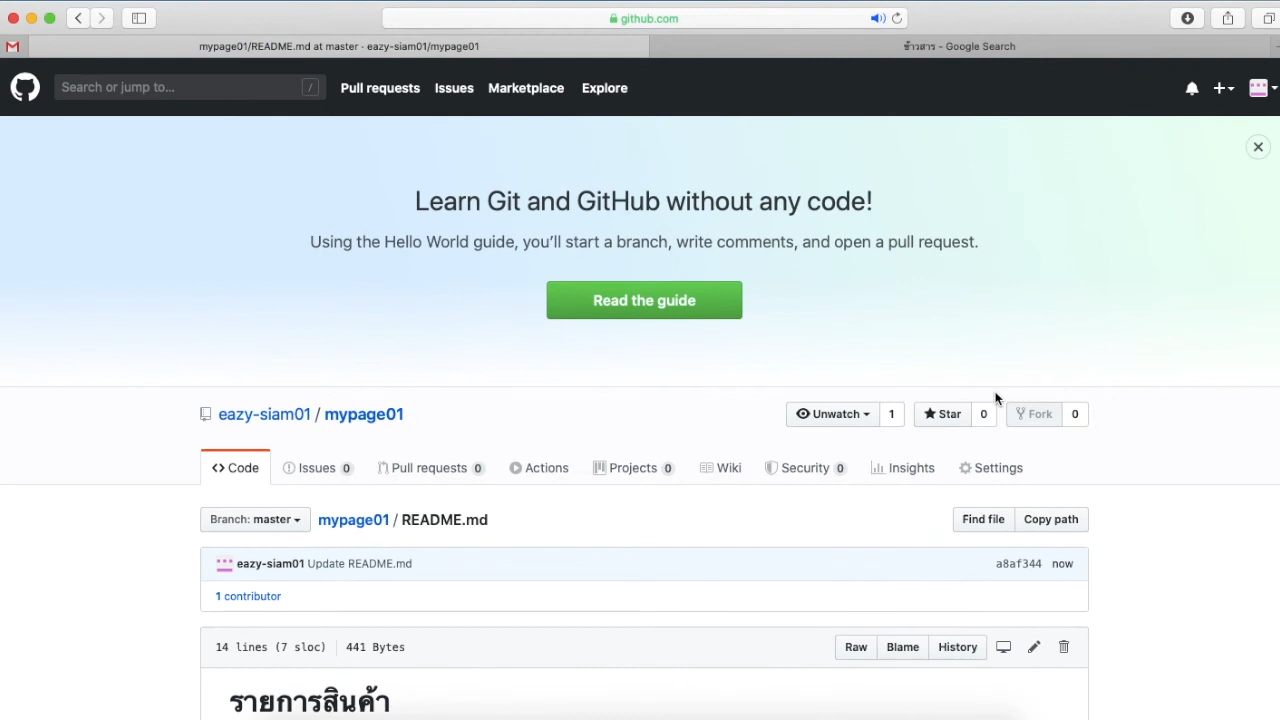 github.com
mypage01/README.md at master · eazy-siam01/mypage01
ข้าวสาร - Google Search
Search or jump to... /
Pull requests Issues Marketplace Explore
Learn Git and GitHub without any code!
Using the Hello World guide, you’ll start a branch, write comments, and open a pull request.
Read the guide
eazy-siam01 / mypage01
Unwatch 1 Star 0 Fork 0
Code Issues 0 Pull requests 0 Actions Projects 0 Wiki Security 0 Insights Settings
Branch: master mypage01 / README.md Find file Copy path
eazy-siam01 Update README.md a8af344 now
1 contributor
14 lines (7 sloc) 441 Bytes Raw Blame History
รายการสินค้า